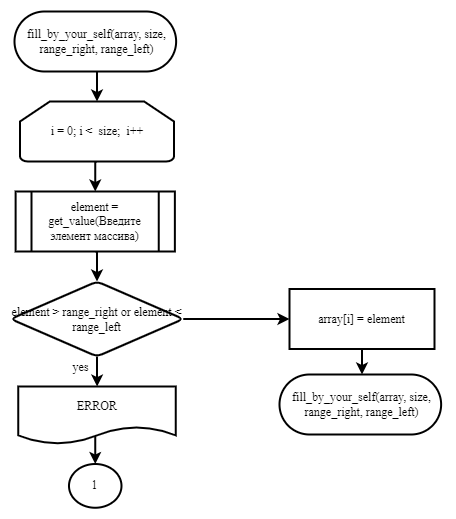 fill_by_your_self(array, size,
range_right, range_left)
i = 0; i < size; i++
element =
get_value(Введите
элемент массива)
element > range_right or element <
range_left
yes
ERROR
1
array[i] = element
fill_by_your_self(array, size,
range_right, range_left)